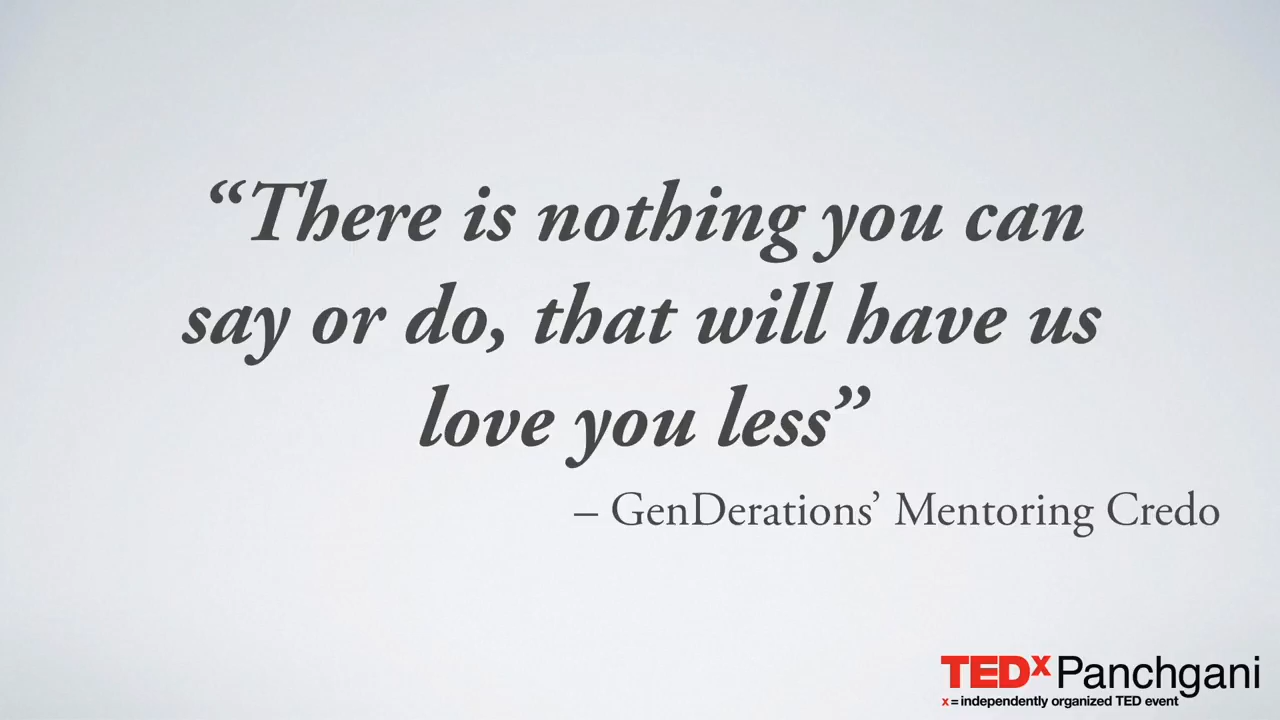 “There is nothing you can
say or do, that will have us
love you less”
– GenDerations’ Mentoring Credo
TEDx Panchgani
x = independently organized TED event